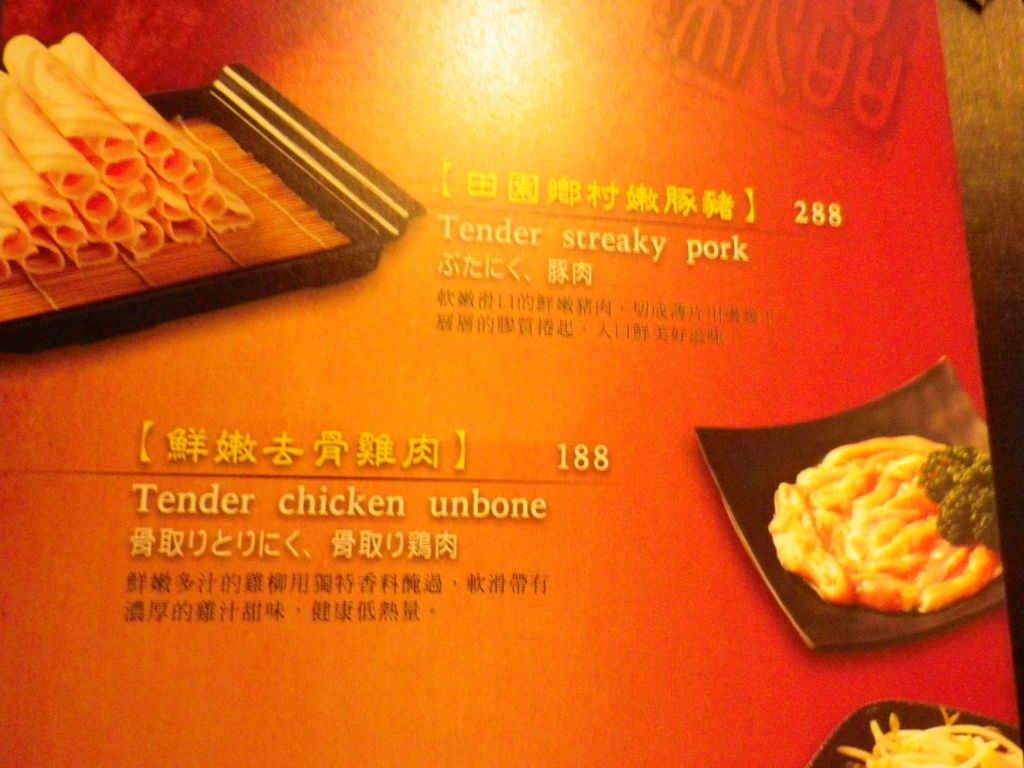 【田園鄉村嫩豚豬】 288
Tender streaky pork
ぶたにく、豚肉
軟嫩滑口的鮮嫩豬肉，切成薄片川燙幾下，
層層的膠質捲起，入口鮮美好滋味。
【鮮嫩去骨雞肉】 188
Tender chicken unbone
骨取りとりにく、骨取り鶏肉
鮮嫩多汁的雞柳用獨特香料醃過，軟滑帶有
濃厚的雞汁甜味，健康低熱量。